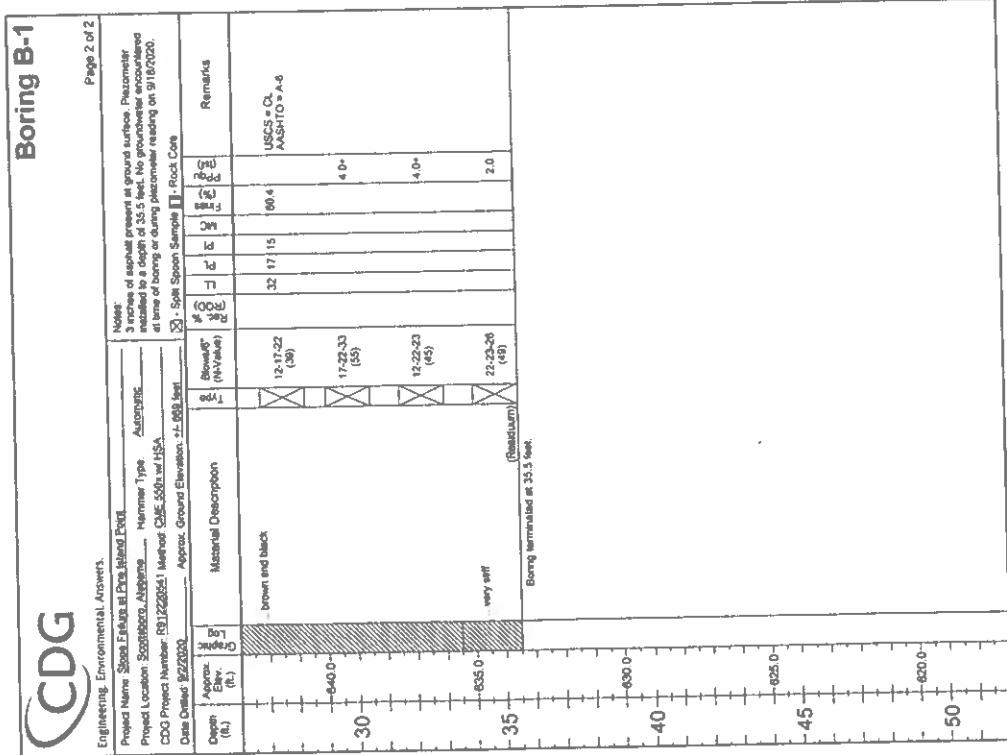 CDG
Boring B-1
Engineering. Environmental. Answers.
Page 2 of 2
Project Name: Slope Failure at Pine Island Point
Project Location: Scottsboro, Alabama Hammer Type: Automatic
CDG Project Number: R912220541 Method: CME 550x w/ HSA
Date Drilled: 9/2/2020 Approx. Ground Elevation: +/- 669 feet
Notes:
3 inches of asphalt present at ground surface. Piezometer
installed to a depth of 35.5 feet. No groundwater encountered
at time of boring or during piezometer reading on 9/18/2020.
- Split Spoon Sample - Rock Core
Depth (ft.)
Approx. Elev. (ft.)
Graphic Log
Material Description
Type
Blows/6" (N-Value)
Rec. % (RQD)
LL
PL
PI
MC
Fines (%)
Remarks
brown and black
12-17-22
(39)
32 17 15 60.4
USCS = CL
AASHTO = A-6
640.0
30
17-22-33
(55)
4.0+
12-22-23
(45)
4.0+
very stiff
635.0
22-23-26
(49)
2.0
(Residuum)
35
Boring terminated at 35.5 feet.
630.0
40
625.0
45
620.0
50